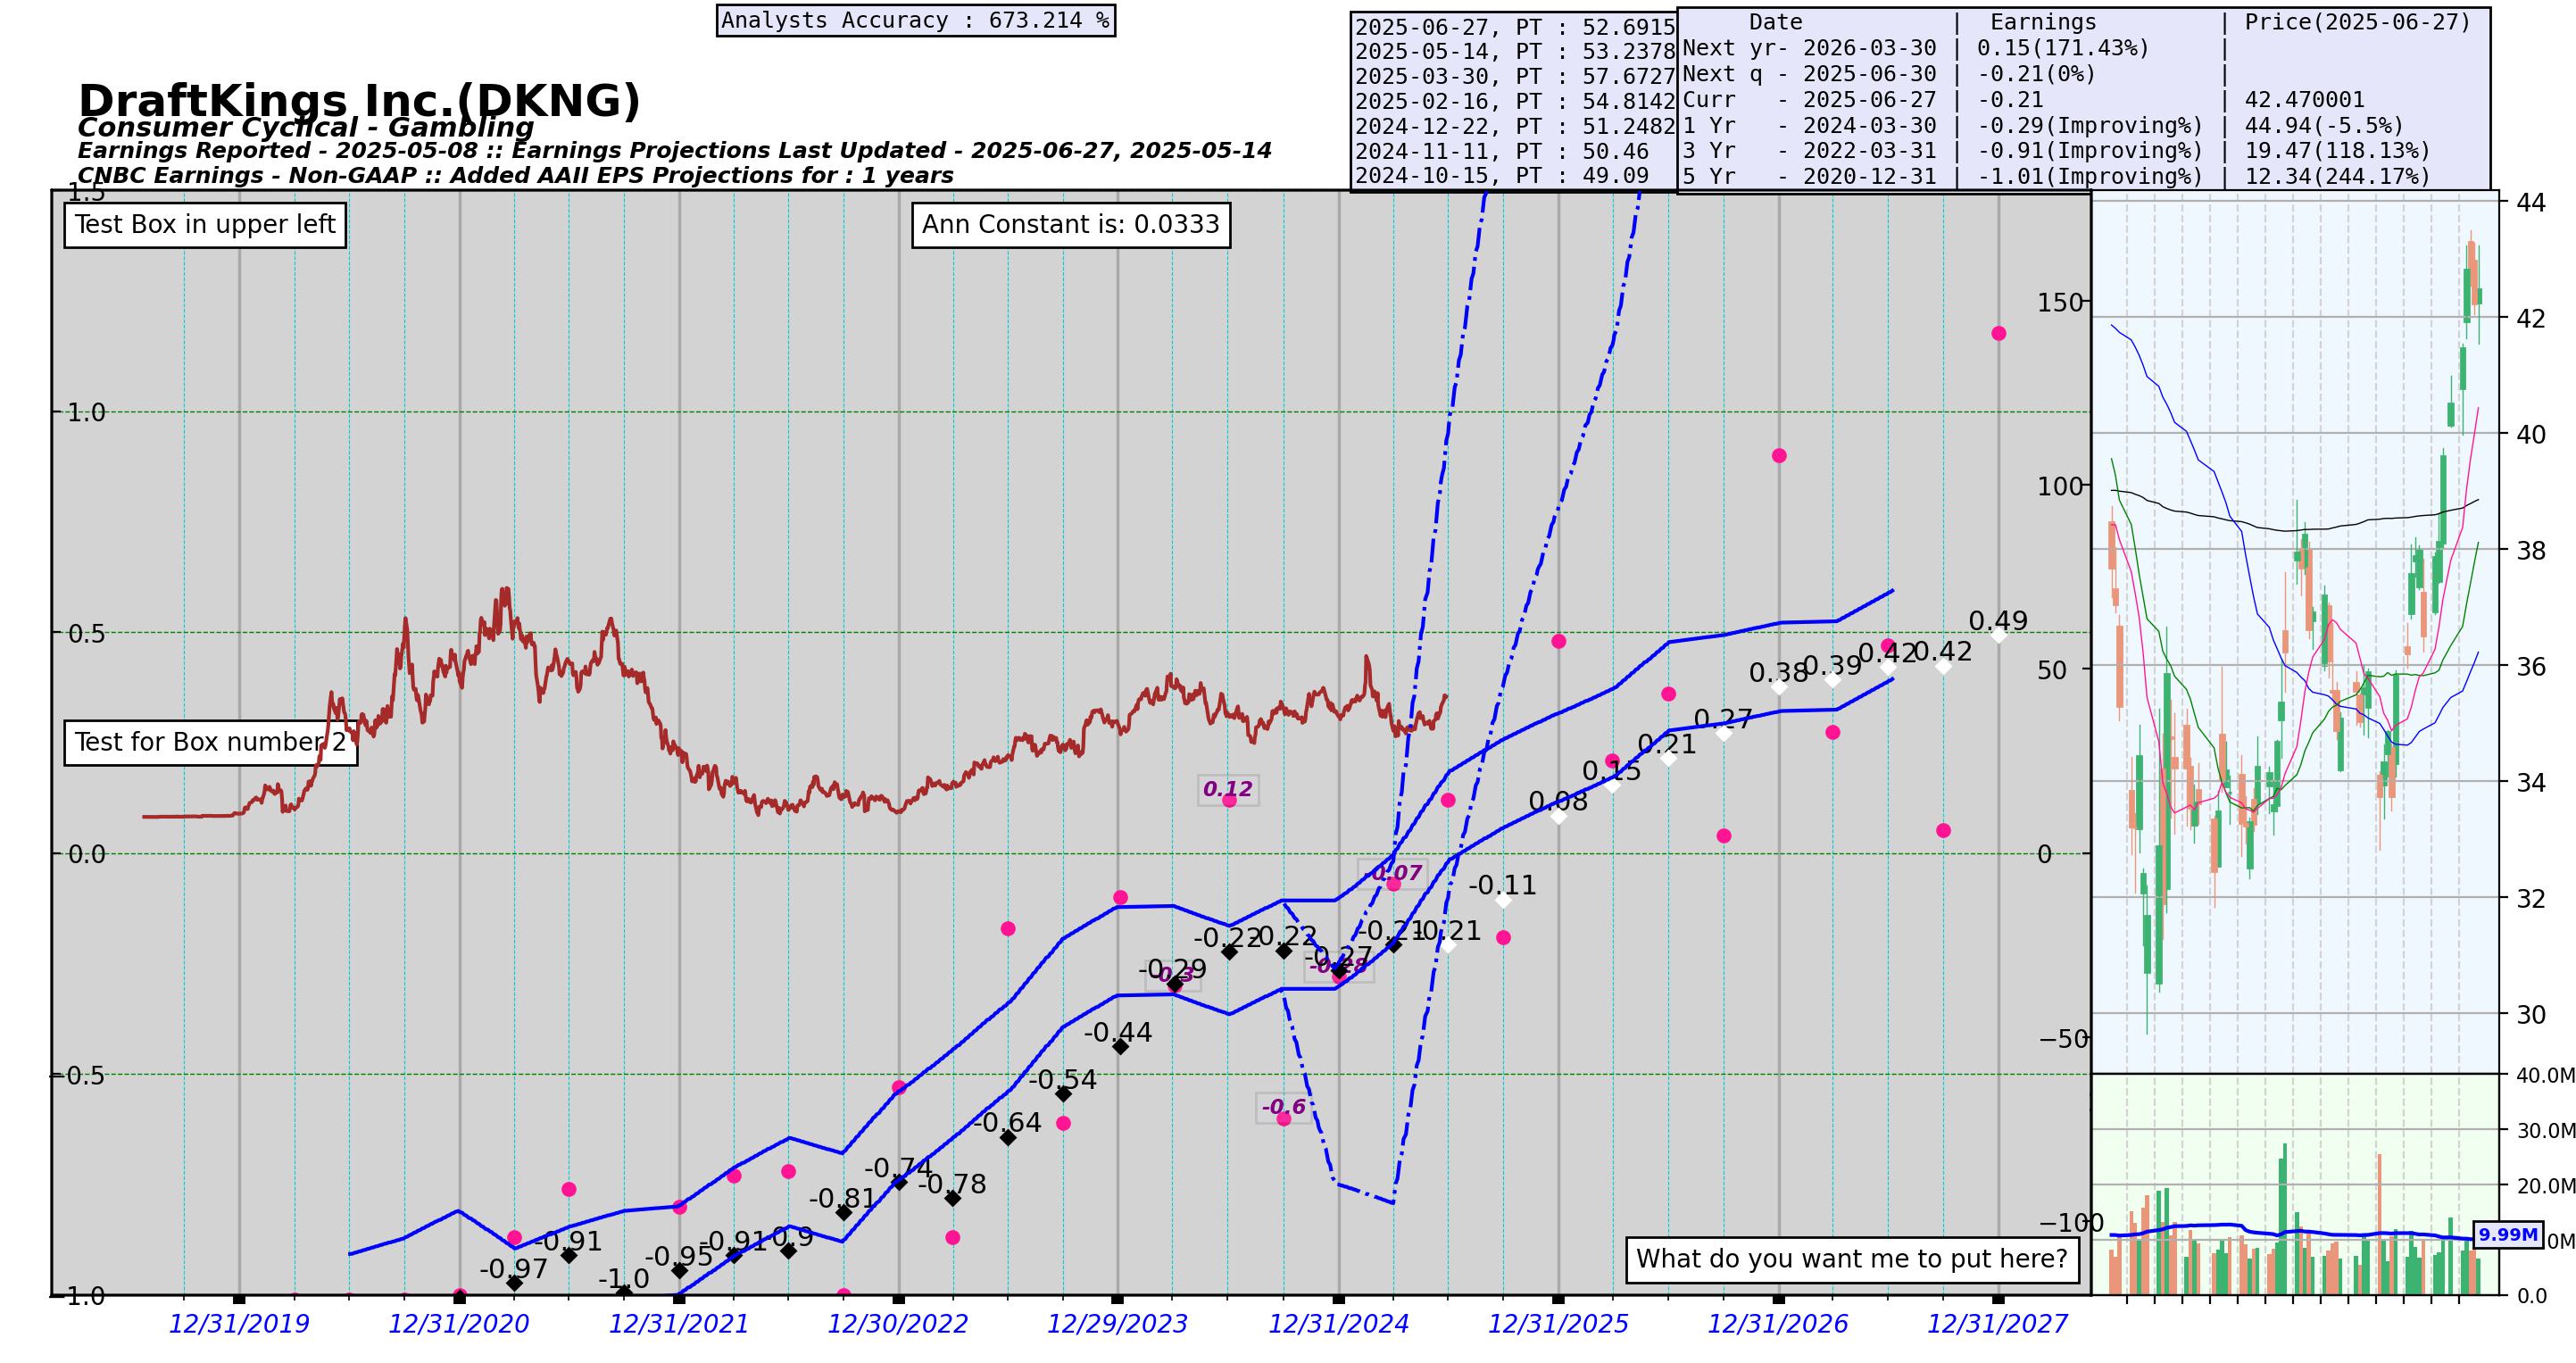 Analysts Accuracy : 673.214 %
2025-06-27, PT : 52.6915
2025-05-14, PT : 53.2378
2025-03-30, PT : 57.6727
2025-02-16, PT : 54.8142
2024-12-22, PT : 51.2482
2024-11-11, PT : 50.46
2024-10-15, PT : 49.09
Date | Earnings | Price(2025-06-27)
Next yr- 2026-03-30 | 0.15(171.43%) |
Next q - 2025-06-30 | -0.21(0%) |
Curr - 2025-06-27 | -0.21 | 42.470001
1 Yr - 2024-03-30 | -0.29(Improving%) | 44.94(-5.5%)
3 Yr - 2022-03-31 | -0.91(Improving%) | 19.47(118.13%)
5 Yr - 2020-12-31 | -1.01(Improving%) | 12.34(244.17%)
DraftKings Inc.(DKNG)
Consumer Cyclical - Gambling
Earnings Reported - 2025-05-08 :: Earnings Projections Last Updated - 2025-06-27, 2025-05-14
CNBC Earnings - Non-GAAP :: Added AAII EPS Projections for : 1 years
1.5
Test Box in upper left
Ann Constant is: 0.0333
1.0
0.5
Test for Box number 2
0.0
-0.5
-1.0
-0.97
-0.91
-1.0
-0.95
-0.91
-0.9
-0.81
-0.74
-0.78
-0.64
-0.54
-0.44
-0.29
-0.3
-0.22
0.12
-0.22
-0.6
-0.27
-0.28
-0.21
-0.07
-0.21
-0.11
0.08
0.15
0.21
0.27
0.38
0.39
0.42
0.42
0.49
150
100
50
0
−50
−100
44
42
40
38
36
34
32
30
40.0M
30.0M
20.0M
9.99M
0.0
What do you want me to put here?
12/31/2019
12/31/2020
12/31/2021
12/30/2022
12/29/2023
12/31/2024
12/31/2025
12/31/2026
12/31/2027